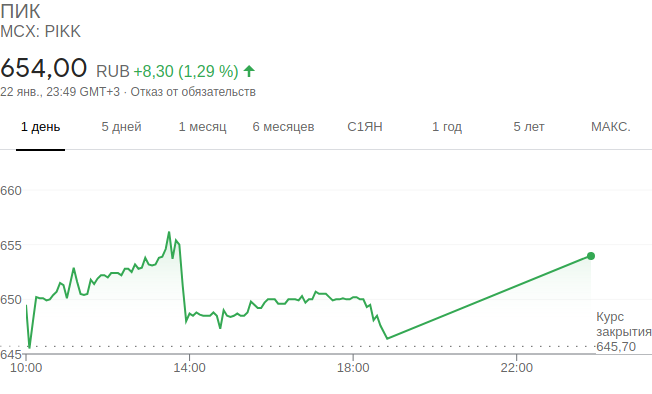 ПИК
MCX: PIKK
654,00 RUB +8,30 (1,29 %)
22 янв., 23:49 GMT+3 · Отказ от обязательств
1 день 5 дней 1 месяц 6 месяцев С1ЯН 1 год 5 лет МАКС.
660
655
650
Курс
закрытия
645,70
645
10:00 14:00 18:00 22:00